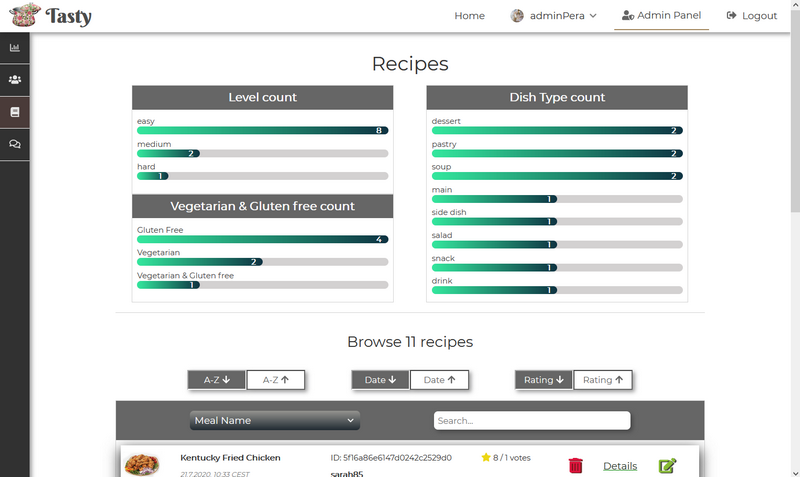 Tasty
Home
adminPera
Admin Panel
Logout
Recipes
Level count
easy
8
medium
2
hard
1
Vegetarian & Gluten free count
Gluten Free
4
Vegetarian
2
Vegetarian & Gluten free
1
Dish Type count
dessert
2
pastry
2
soup
2
main
1
side dish
1
salad
1
snack
1
drink
1
Browse 11 recipes
A-Z
A-Z
Date
Date
Rating
Rating
Meal Name
Search...
Kentucky Fried Chicken
ID: 5f16a86e6147d0242c2529d0
8 / 1 votes
Details
21.7.2020. 10:33 CEST
sarah85